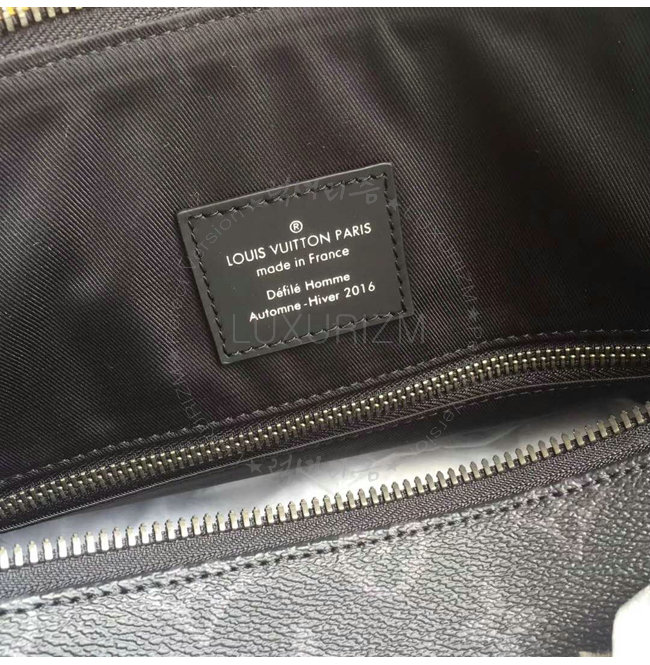 ®
LOUIS VUITTON PARIS
made in France
Défilé Homme
Automne-Hiver 2016
LUXURIZM